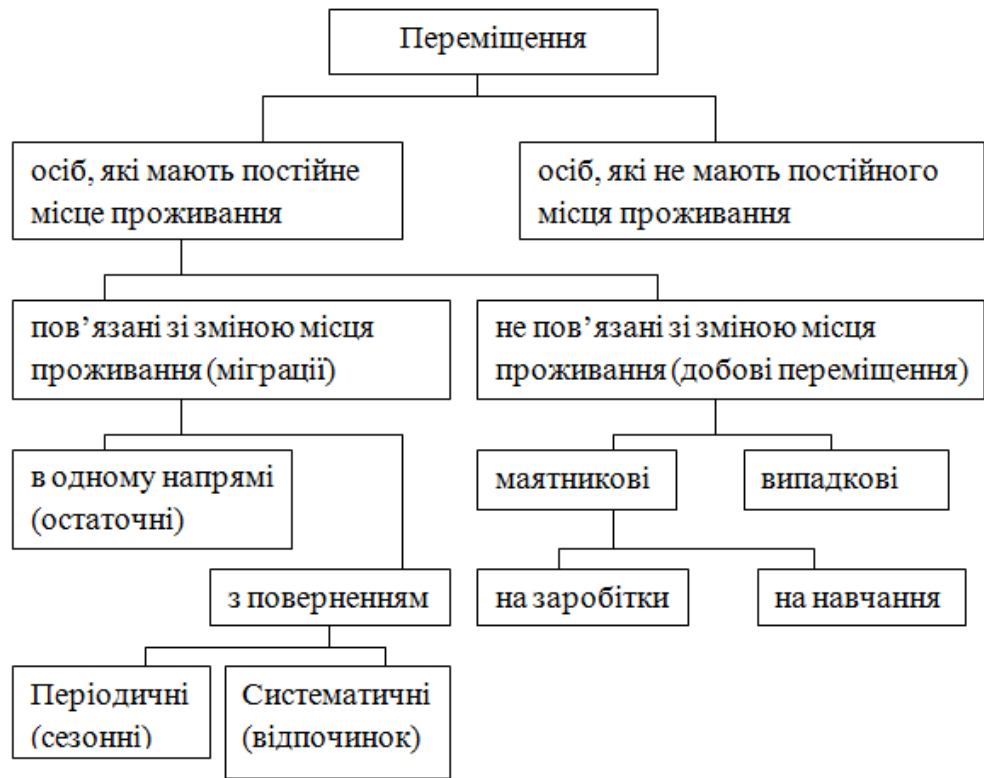 Переміщення
осіб, які мають постійне
місце проживання
осіб, які не мають постійного
місця проживання
пов’язані зі зміною місця
проживання (міграції)
не пов’язані зі зміною місця
проживання (добові переміщення)
в одному напрямі
(остаточні)
маятникові
випадкові
з поверненням
на заробітки
на навчання
Періодичні
(сезонні)
Систематичні
(відпочинок)